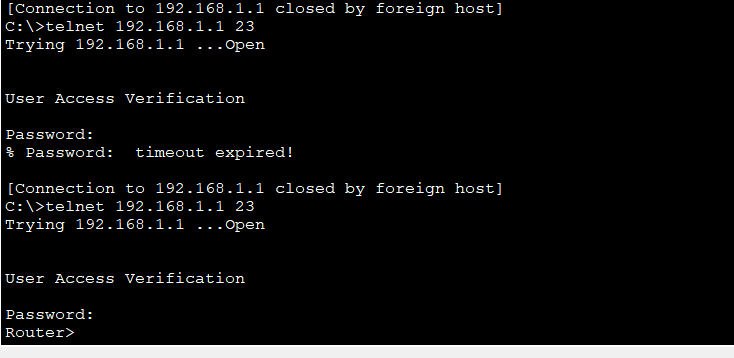 [Connection to 192.168.1.1 closed by foreign host]
C:\>telnet 192.168.1.1 23
Trying 192.168.1.1 ...Open
User Access Verification
Password:
% Password:  timeout expired!
[Connection to 192.168.1.1 closed by foreign host]
C:\>telnet 192.168.1.1 23
Trying 192.168.1.1 ...Open
User Access Verification
Password:
Router>